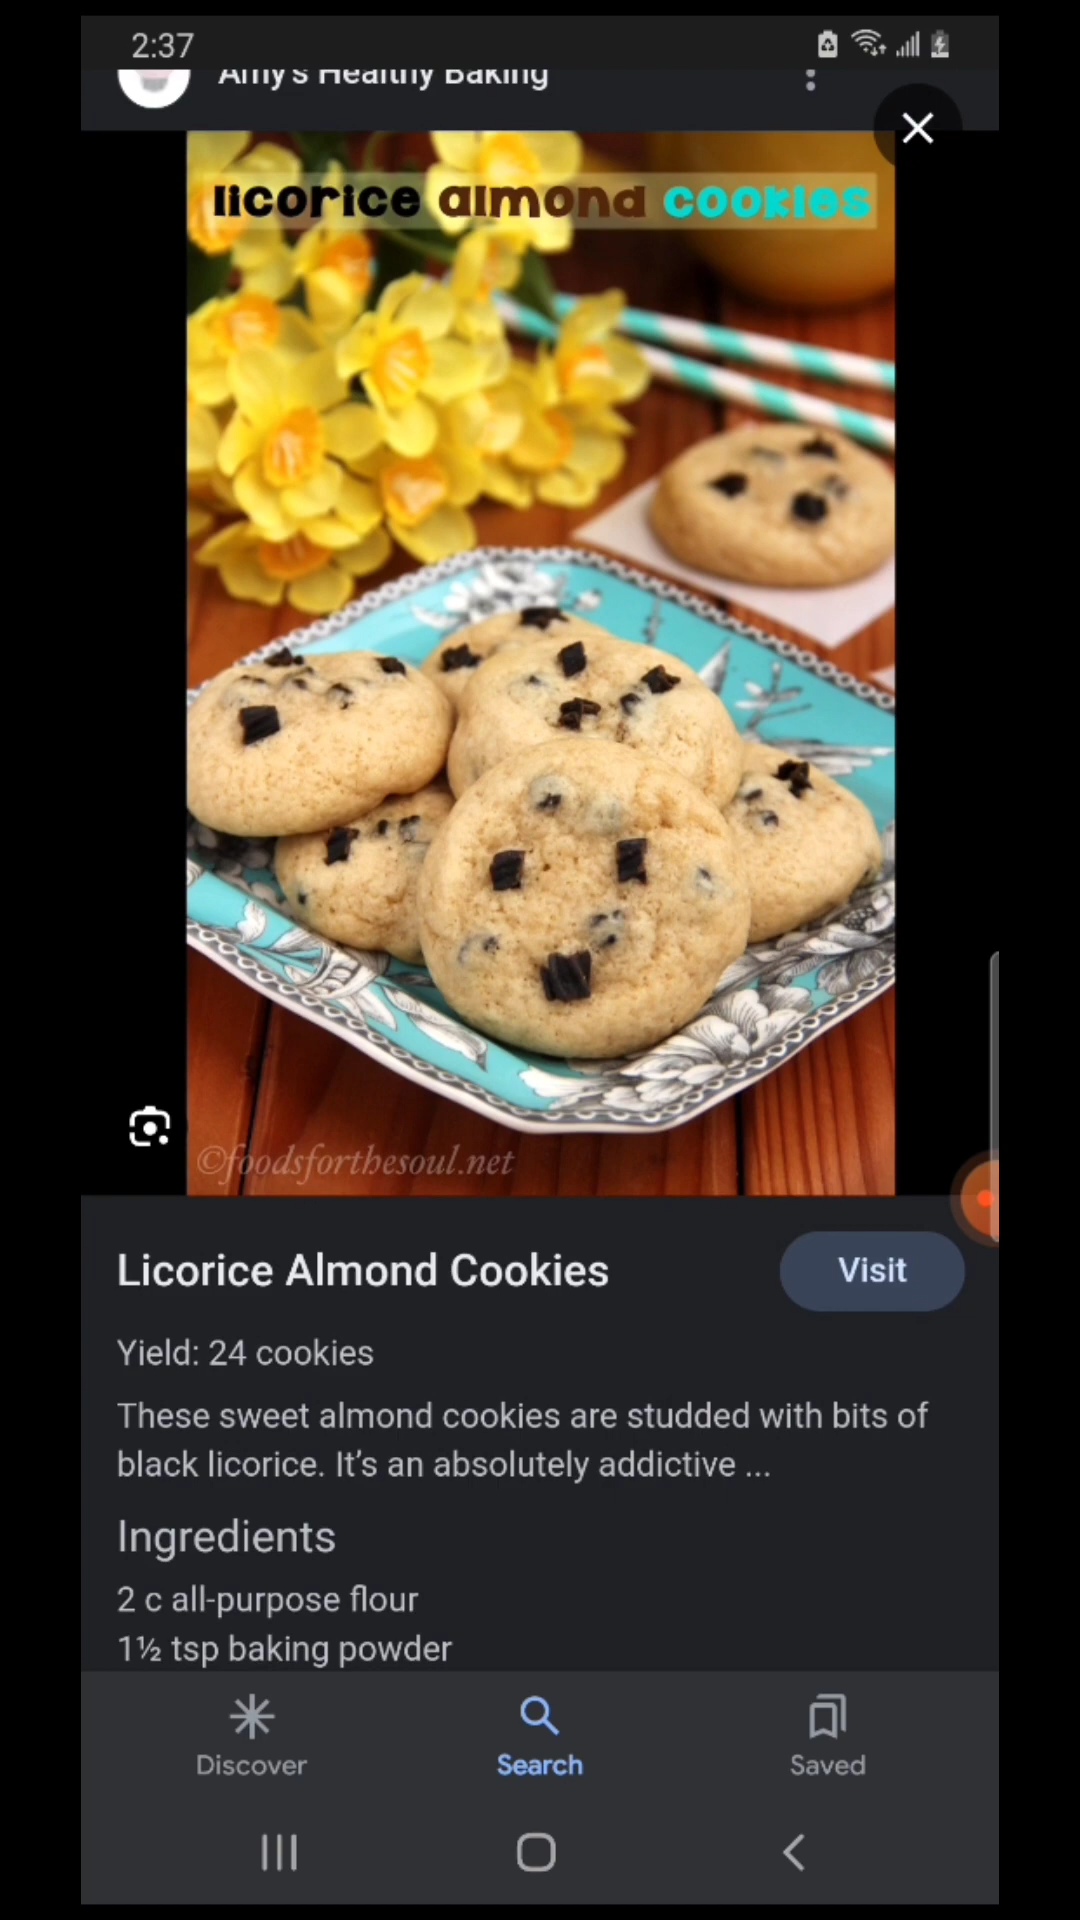 2:37
Amy's Healthy Baking
licorice almond cookies
©foodsforthesoul.net
Licorice Almond Cookies
Visit
Yield: 24 cookies
These sweet almond cookies are studded with bits of
black licorice. It’s an absolutely addictive ...
Ingredients
2 c all-purpose flour
1½ tsp baking powder
Discover
Search
Saved